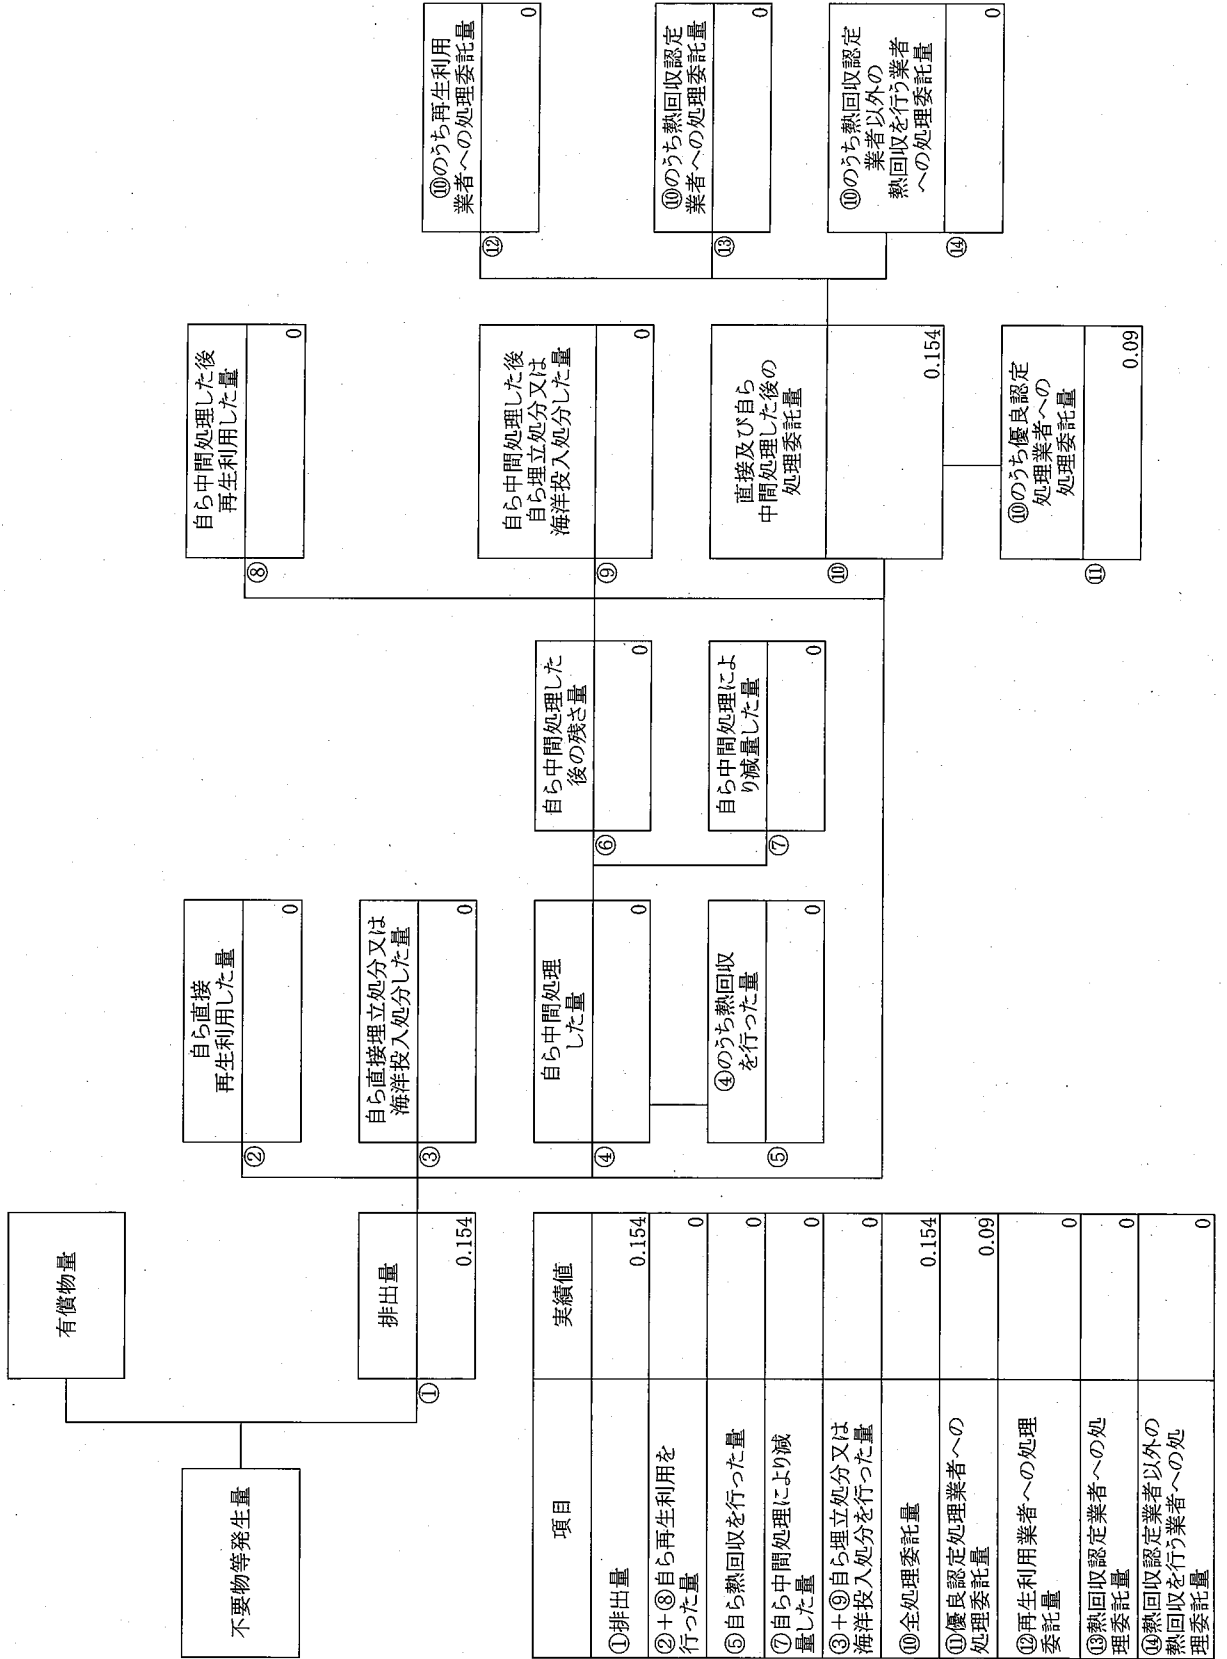 不要物等発生量
有償物量
①
排出量
0.154
②
自ら直接
再生利用した量
0
③
自ら直接埋立処分又は
海洋投入処分した量
0
④
自ら中間処理
した量
0
⑤
④のうち熱回収
を行った量
0
⑥
自ら中間処理した
後の残さ量
0
⑦
自ら中間処理によ
り減量した量
0
⑧
自ら中間処理した後
再生利用した量
0
⑨
自ら中間処理した後
自ら埋立処分又は
海洋投入処分した量
0
⑩
直接及び自ら
中間処理した後の
処理委託量
0.154
⑪
⑩のうち優良認定
処理業者への
処理委託量
0.09
⑫
⑩のうち再生利用
業者への処理委託量
0
⑬
⑩のうち熱回収認定
業者への処理委託量
0
⑭
⑩のうち熱回収認定
業者以外の
熱回収を行う業者
への処理委託量
0
項目 実績値
①排出量 0.154
②+⑧自ら再生利用を
行った量 0
⑤自ら熱回収を行った量 0
⑦自ら中間処理により減
量した量 0
③+⑨自ら埋立処分又は
海洋投入処分を行った量 0
⑩全処理委託量 0.154
⑪優良認定処理業者への
処理委託量 0.09
⑫再生利用業者への処理
委託量 0
⑬熱回収認定業者への処
理委託量 0
⑭熱回収認定業者以外の
熱回収を行う業者への処
理委託量 0